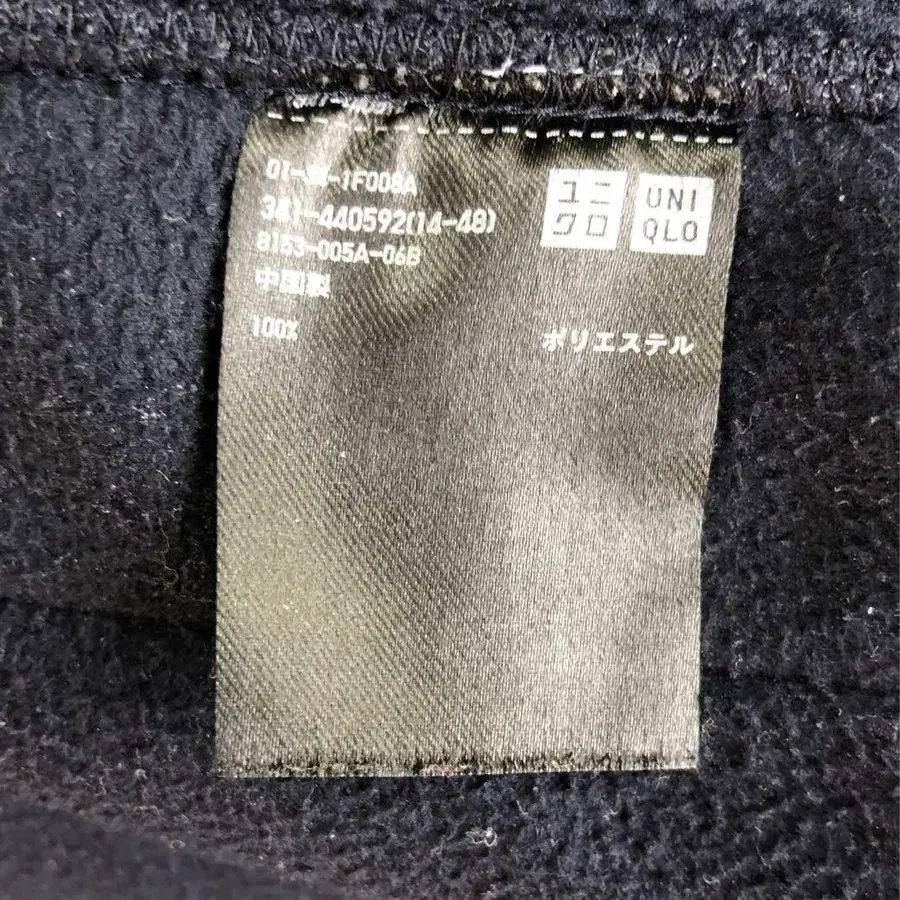 ユニ
クロ
UNI
QLO
-1F008A
341-440592(14-48)
8153-005A-06B
中国製
100% ポリエステル